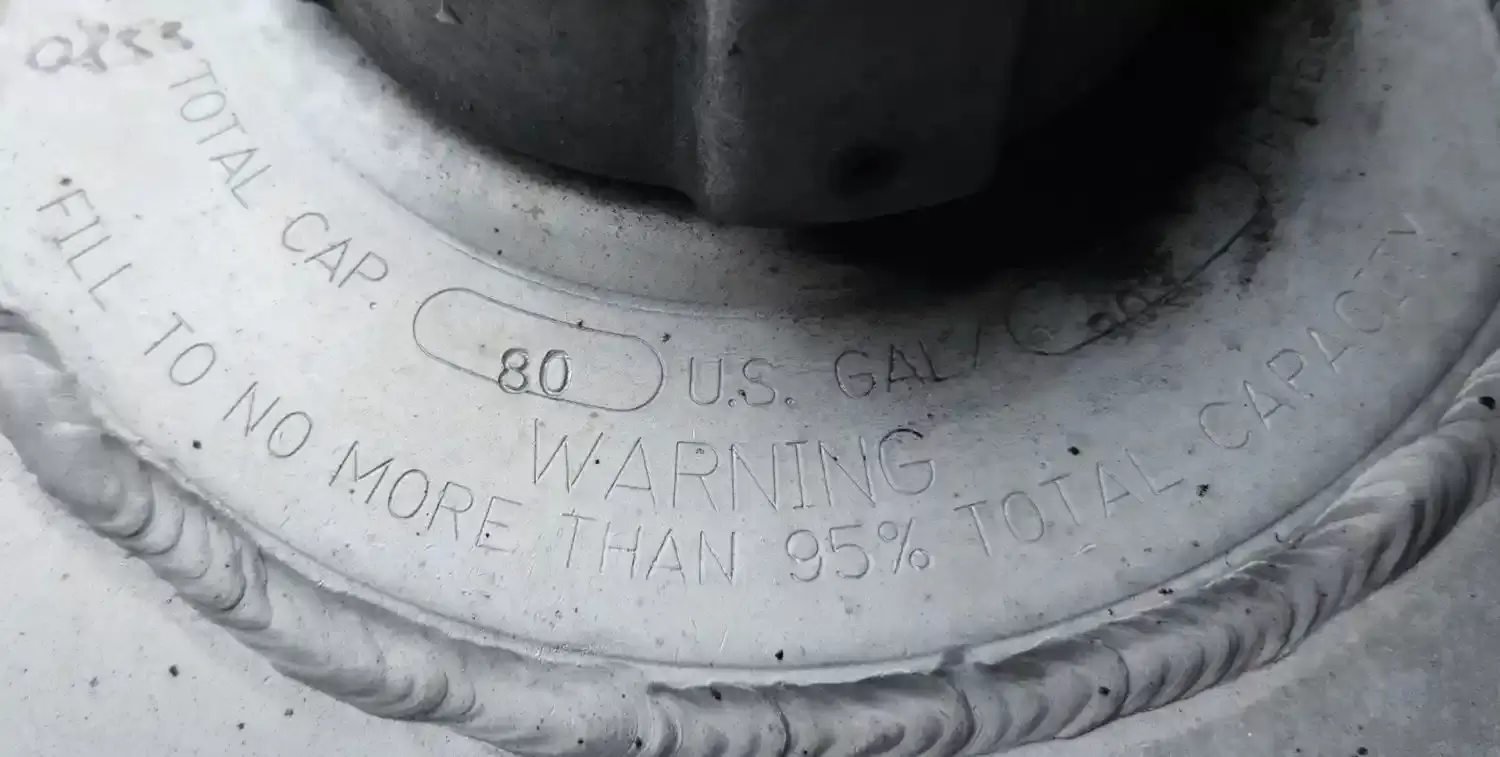 TOTAL CAP. 80 U.S. GAL/
WARNING
FILL TO NO MORE THAN 95% TOTAL CAPACITY